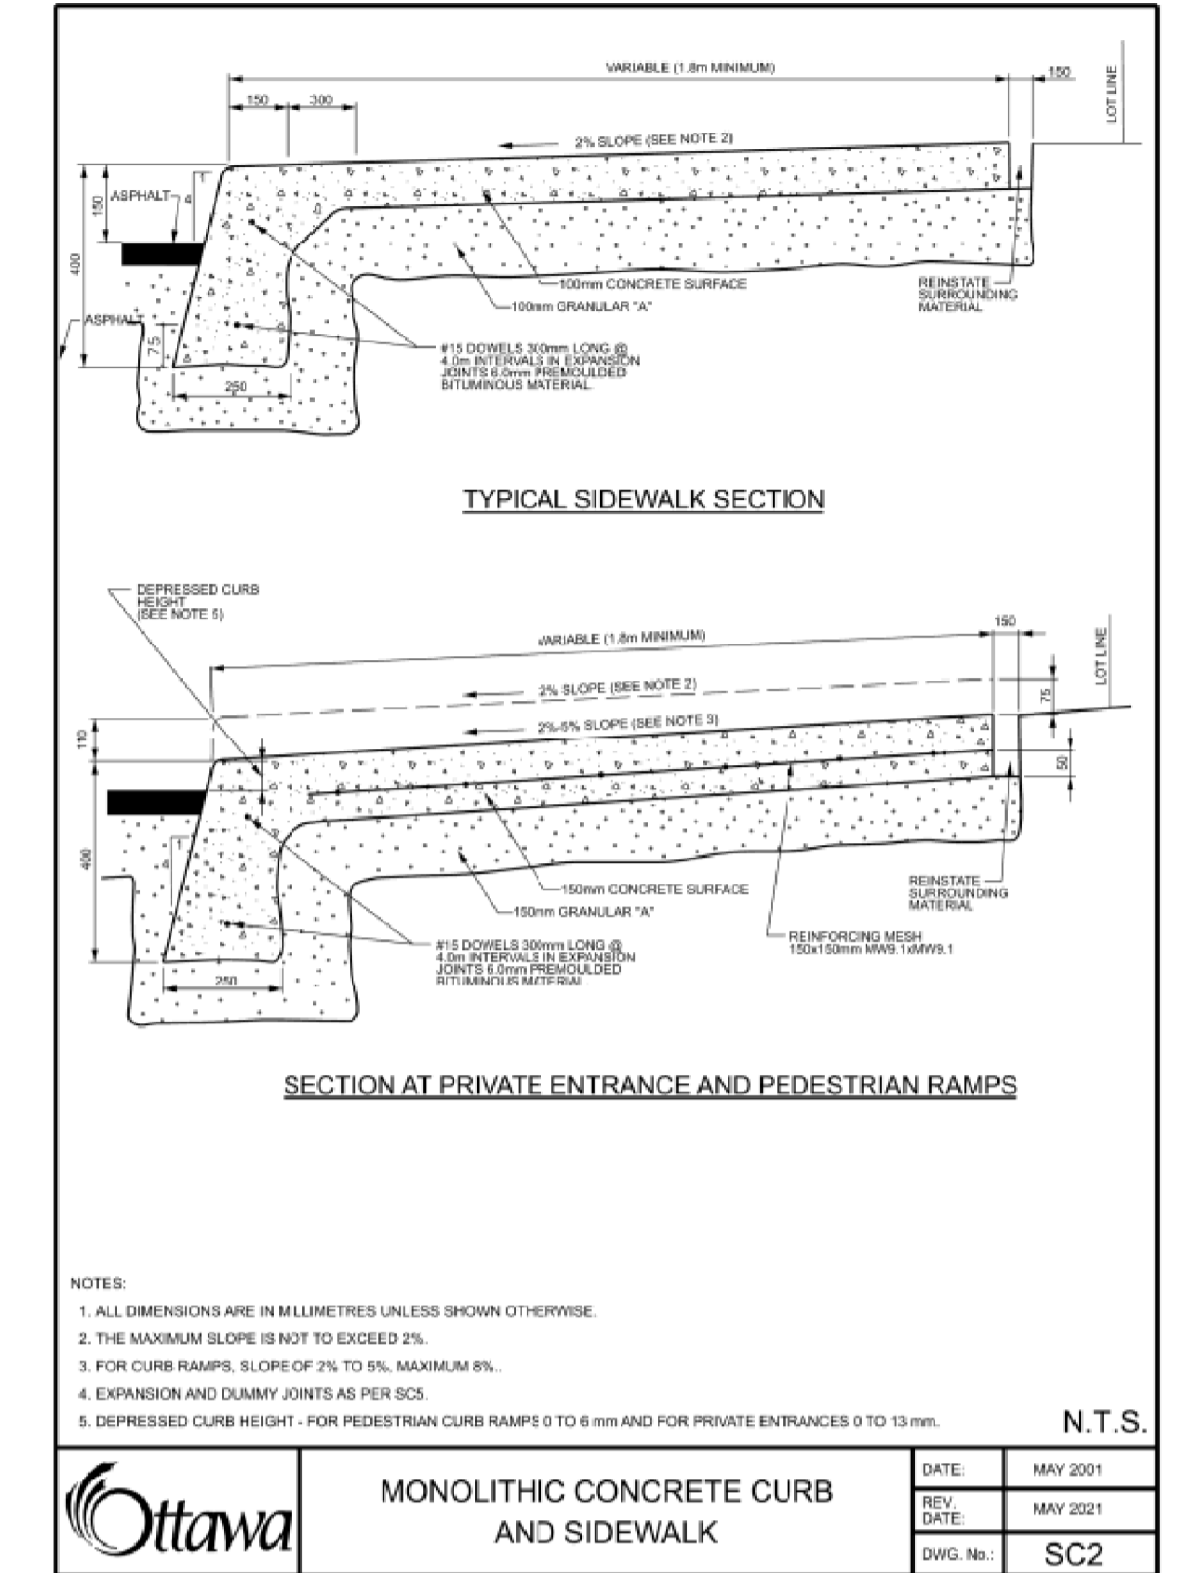 VARIABLE (1.8m MINIMUM)
150
LOT LINE
150
300
2% SLOPE (SEE NOTE 2)
ASPHALT
150
400
ASPHALT
75
250
100mm CONCRETE SURFACE
100mm GRANULAR "A"
REINSTATE
SURROUNDING
MATERIAL
#15 DOWELS 300mm LONG @
4.0m INTERVALS IN EXPANSION
JOINTS 6.0mm PREMOULDED
BITUMINOUS MATERIAL.
1
TYPICAL SIDEWALK SECTION
DEPRESSED CURB
HEIGHT
(SEE NOTE 5)
VARIABLE (1.8m MINIMUM)
150
LOT LINE
2% SLOPE (SEE NOTE 2)
75
2%-5% SLOPE (SEE NOTE 3)
110
50
400
1
250
150mm CONCRETE SURFACE
150mm GRANULAR "A"
REINSTATE
SURROUNDING
MATERIAL
REINFORCING MESH
150x150mm MW9.1xMW9.1
#15 DOWELS 300mm LONG @
4.0m INTERVALS IN EXPANSION
JOINTS 6.0mm PREMOULDED
BITUMINOUS MATERIAL
SECTION AT PRIVATE ENTRANCE AND PEDESTRIAN RAMPS
NOTES:
1. ALL DIMENSIONS ARE IN MILLIMETRES UNLESS SHOWN OTHERWISE.
2. THE MAXIMUM SLOPE IS NOT TO EXCEED 2%.
3. FOR CURB RAMPS, SLOPE OF 2% TO 5%, MAXIMUM 8%..
4. EXPANSION AND DUMMY JOINTS AS PER SC5.
5. DEPRESSED CURB HEIGHT - FOR PEDESTRIAN CURB RAMPS 0 TO 6 mm AND FOR PRIVATE ENTRANCES 0 TO 13 mm.
N.T.S.
Ottawa
MONOLITHIC CONCRETE CURB
AND SIDEWALK
DATE: MAY 2001
REV.
DATE: MAY 2021
DWG. No.: SC2